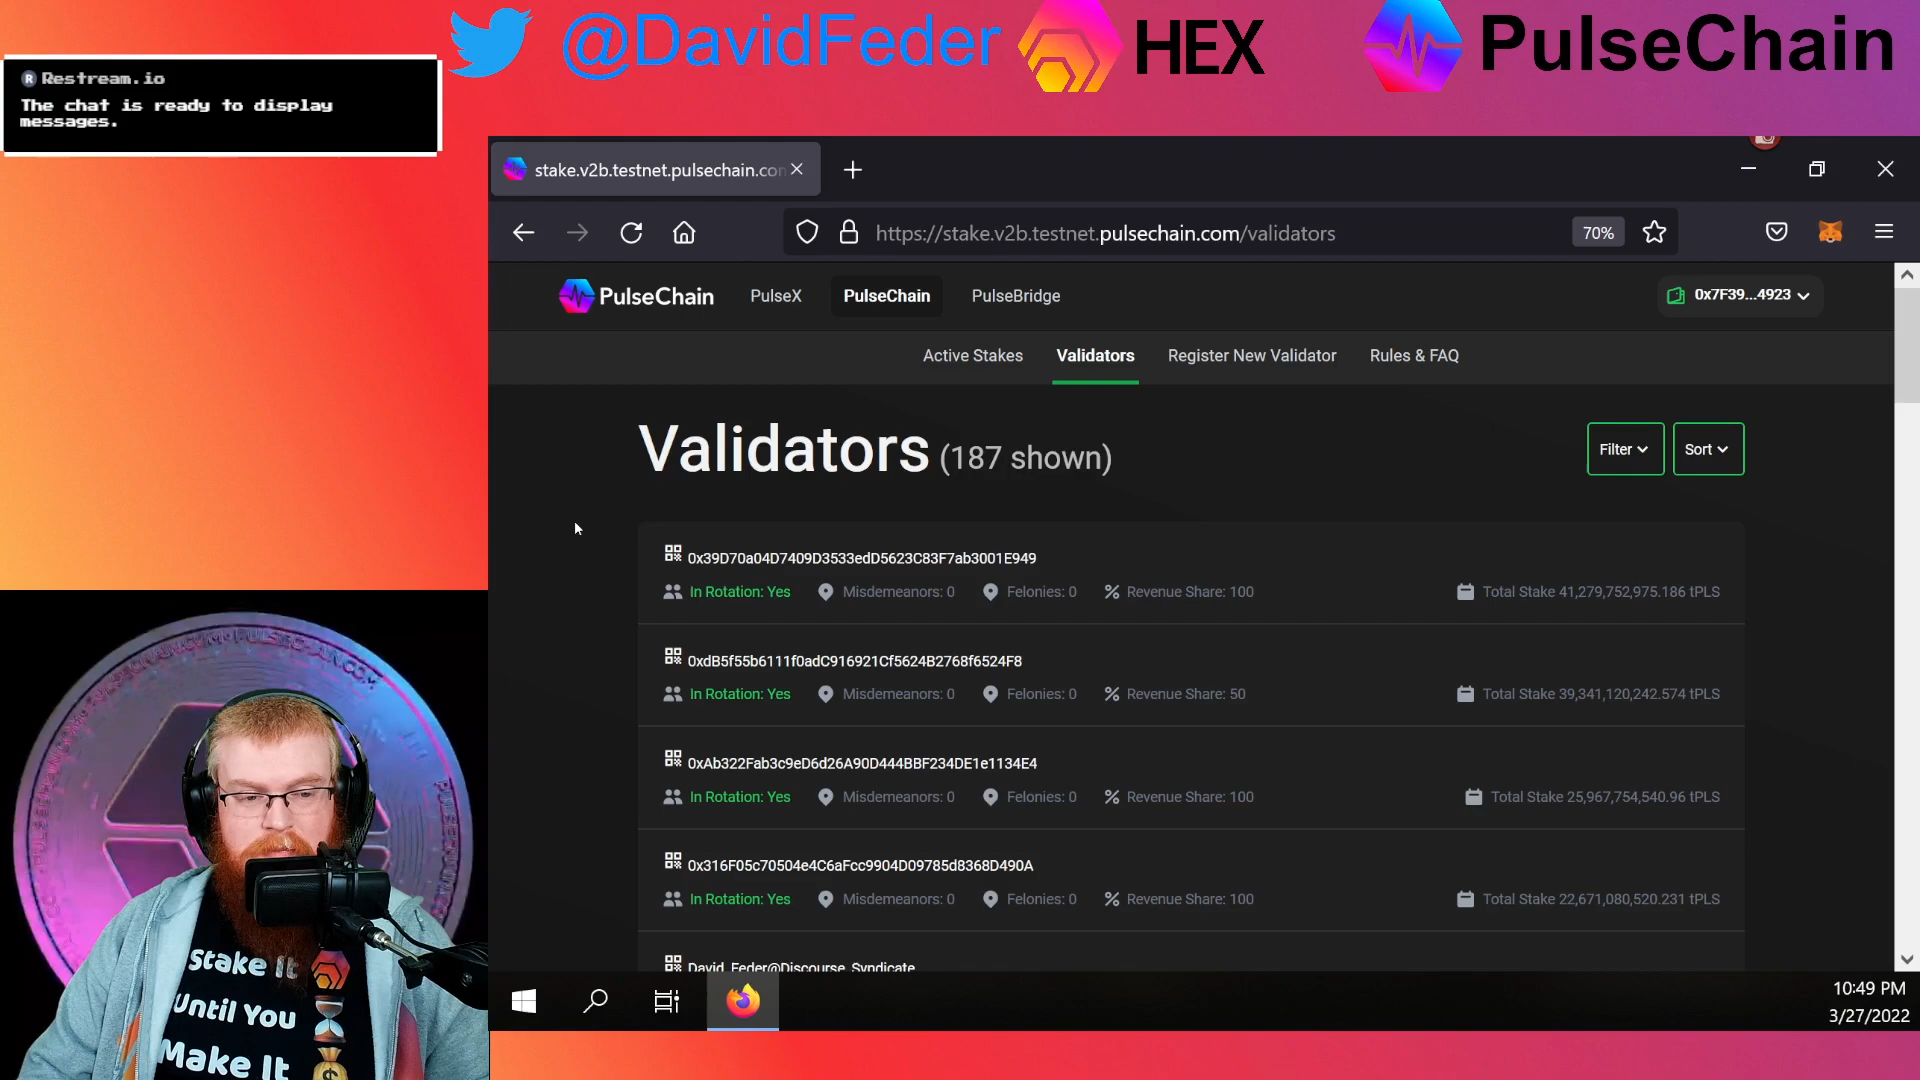 @DavidFeder
HEX
PulseChain
Restream.io
The chat is ready to display
messages.
stake.v2b.testnet.pulsechain.con
https://stake.v2b.testnet.pulsechain.com/validators
70%
PulseChain
PulseX
PulseChain
PulseBridge
0x7F39...4923
Active Stakes
Validators
Register New Validator
Rules & FAQ
Validators (187 shown)
Filter
Sort
0x39D70a04D7409D3533edD5623C83F7ab3001E949
In Rotation: Yes Misdemeanors: 0 Felonies: 0 % Revenue Share: 100 Total Stake 41,279,752,975.186 tPLS
0xdB5f55b6111f0adC916921Cf5624B2768f6524F8
In Rotation: Yes Misdemeanors: 0 Felonies: 0 % Revenue Share: 50 Total Stake 39,341,120,242.574 tPLS
0xAb322Fab3c9eD6d26A90D444BBF234DE1e1134E4
In Rotation: Yes Misdemeanors: 0 Felonies: 0 % Revenue Share: 100 Total Stake 25,967,754,540.96 tPLS
0x316F05c70504e4C6aFcc9904D09785d8368D490A
In Rotation: Yes Misdemeanors: 0 Felonies: 0 % Revenue Share: 100 Total Stake 22,671,080,520.231 tPLS
David_Feder@Discourse_Syndicate
10:49 PM
3/27/2022
Stake It
Until You
Make It